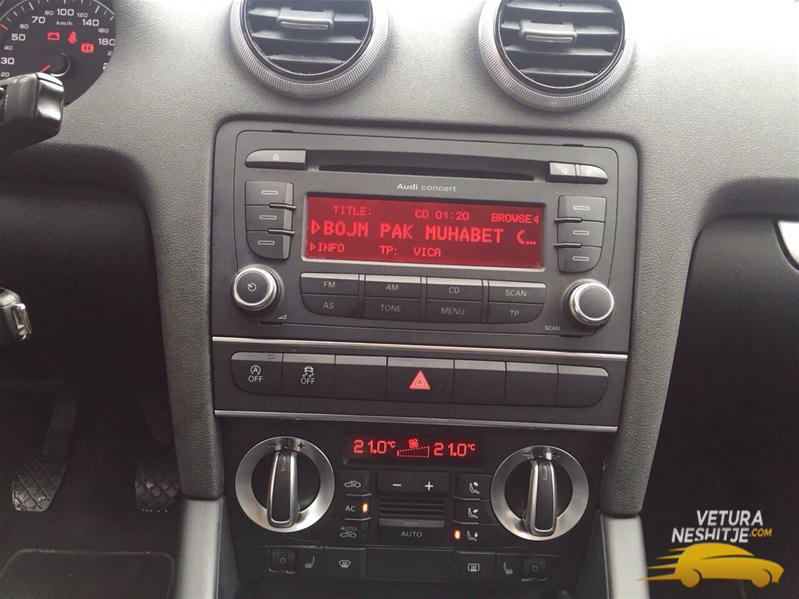 80 100 120
70 140
50 km/h 160
30 180
20
Audi concert
TITLE: CD 01:20 BROWSE
BOJM PAK MUHABET (...
INFO TP: VICA
FM AM CD SCAN
AS TONE MENU TP
SCAN
OFF OFF
21.0°C 21.0°C
AC
AUTO AUTO
VETURA
NESHITJE.COM